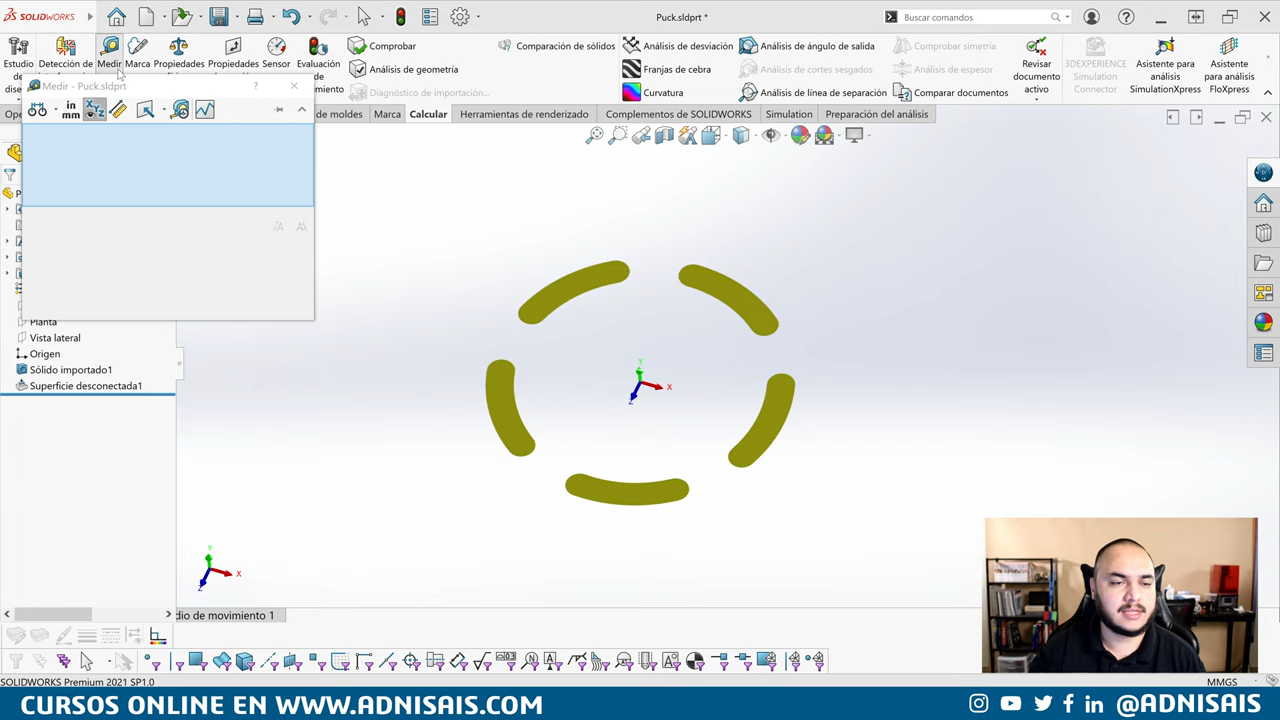 SOLIDWORKS
Puck.sldprt *
Buscar comandos
Estudio
Detección de
Medir
Marca
Propiedades
Propiedades
Sensor
Evaluación
Comprobar
Análisis de geometría
Diagnóstico de importación...
Comparación de sólidos
Análisis de desviación
Franjas de cebra
Curvatura
Análisis de ángulo de salida
Análisis de cortes sesgados
Análisis de línea de separación
Comprobar simetría
Análisis de espesor
Comparar documentos
Revisar
documento
activo
3DEXPERIENCE
Simulation
Connector
Asistente para
análisis
SimulationXpress
Asistente para
análisis
FloXpress
Medir - Puck.sldprt
in
mm
XYZ
de moldes
Marca
Calcular
Herramientas de renderizado
Complementos de SOLIDWORKS
Simulation
Preparación del análisis
Planta
Vista lateral
Origen
Sólido importado1
Superficie desconectada1
Y
X
Z
Y
X
Z
dio de movimiento 1
SOLIDWORKS Premium 2021 SP1.0
MMGS
CURSOS ONLINE EN WWW.ADNISAIS.COM
@ADNISAIS